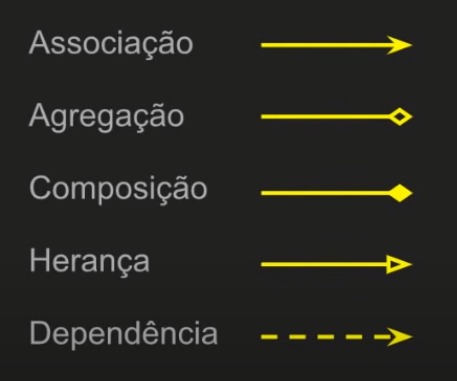 Associação
Agregação
Composição
Herança
Dependência